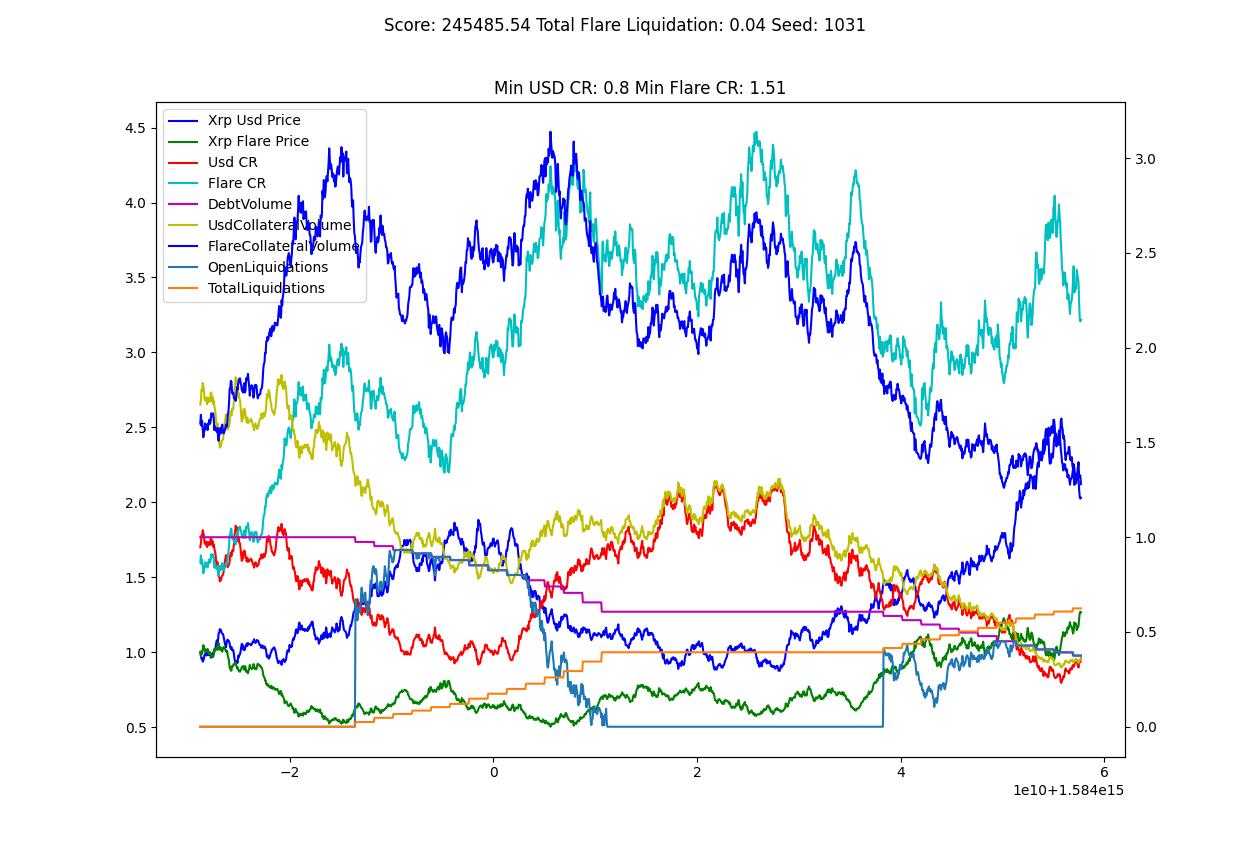 Score: 245485.54 Total Flare Liquidation: 0.04 Seed: 1031
Min USD CR: 0.8 Min Flare CR: 1.51
Xrp Usd Price
Xrp Flare Price
Usd CR
Flare CR
DebtVolume
UsdCollateralVolume
FlareCollateralVolume
OpenLiquidations
TotalLiquidations
4.5
4.0
3.5
3.0
2.5
2.0
1.5
1.0
0.5
3.0
2.5
2.0
1.5
1.0
0.5
0.0
−2 0 2 4 6
1e10+1.584e15